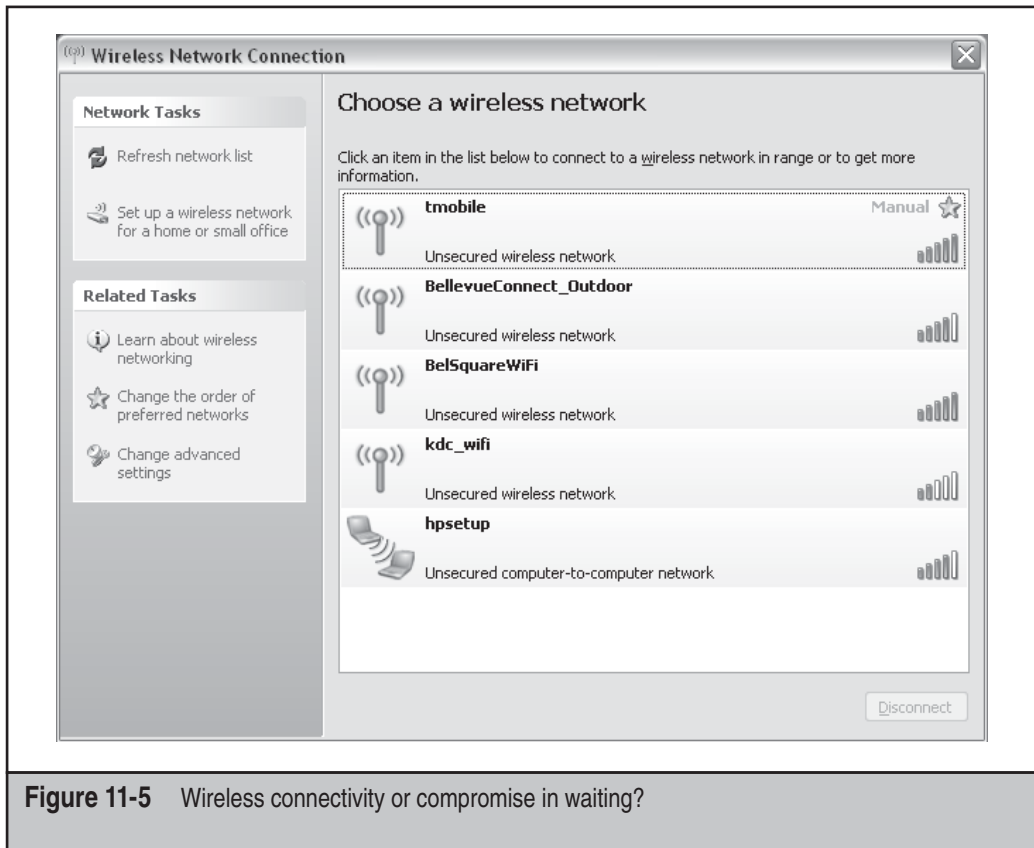 Wireless Network Connection
Network Tasks
Refresh network list
Set up a wireless network
for a home or small office
Related Tasks
Learn about wireless
networking
Change the order of
preferred networks
Change advanced
settings
Choose a wireless network
Click an item in the list below to connect to a wireless network in range or to get more
information.
tmobile
Manual
Unsecured wireless network
BellevueConnect_Outdoor
Unsecured wireless network
BelSquareWiFi
Unsecured wireless network
kdc_wifi
Unsecured wireless network
hpsetup
Unsecured computer-to-computer network
Disconnect
Figure 11-5 Wireless connectivity or compromise in waiting?